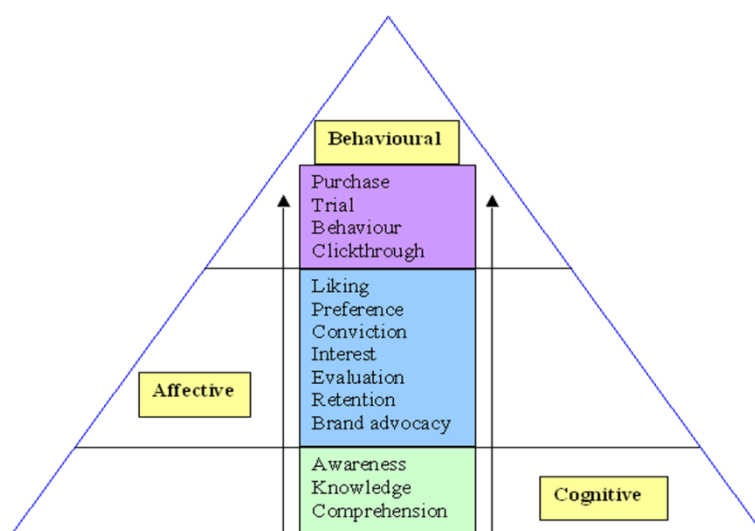 Behavioural
Purchase
Trial
Behaviour
Clickthrough
Liking
Preference
Conviction
Interest
Evaluation
Retention
Brand advocacy
Affective
Awareness
Knowledge
Comprehension
Cognitive